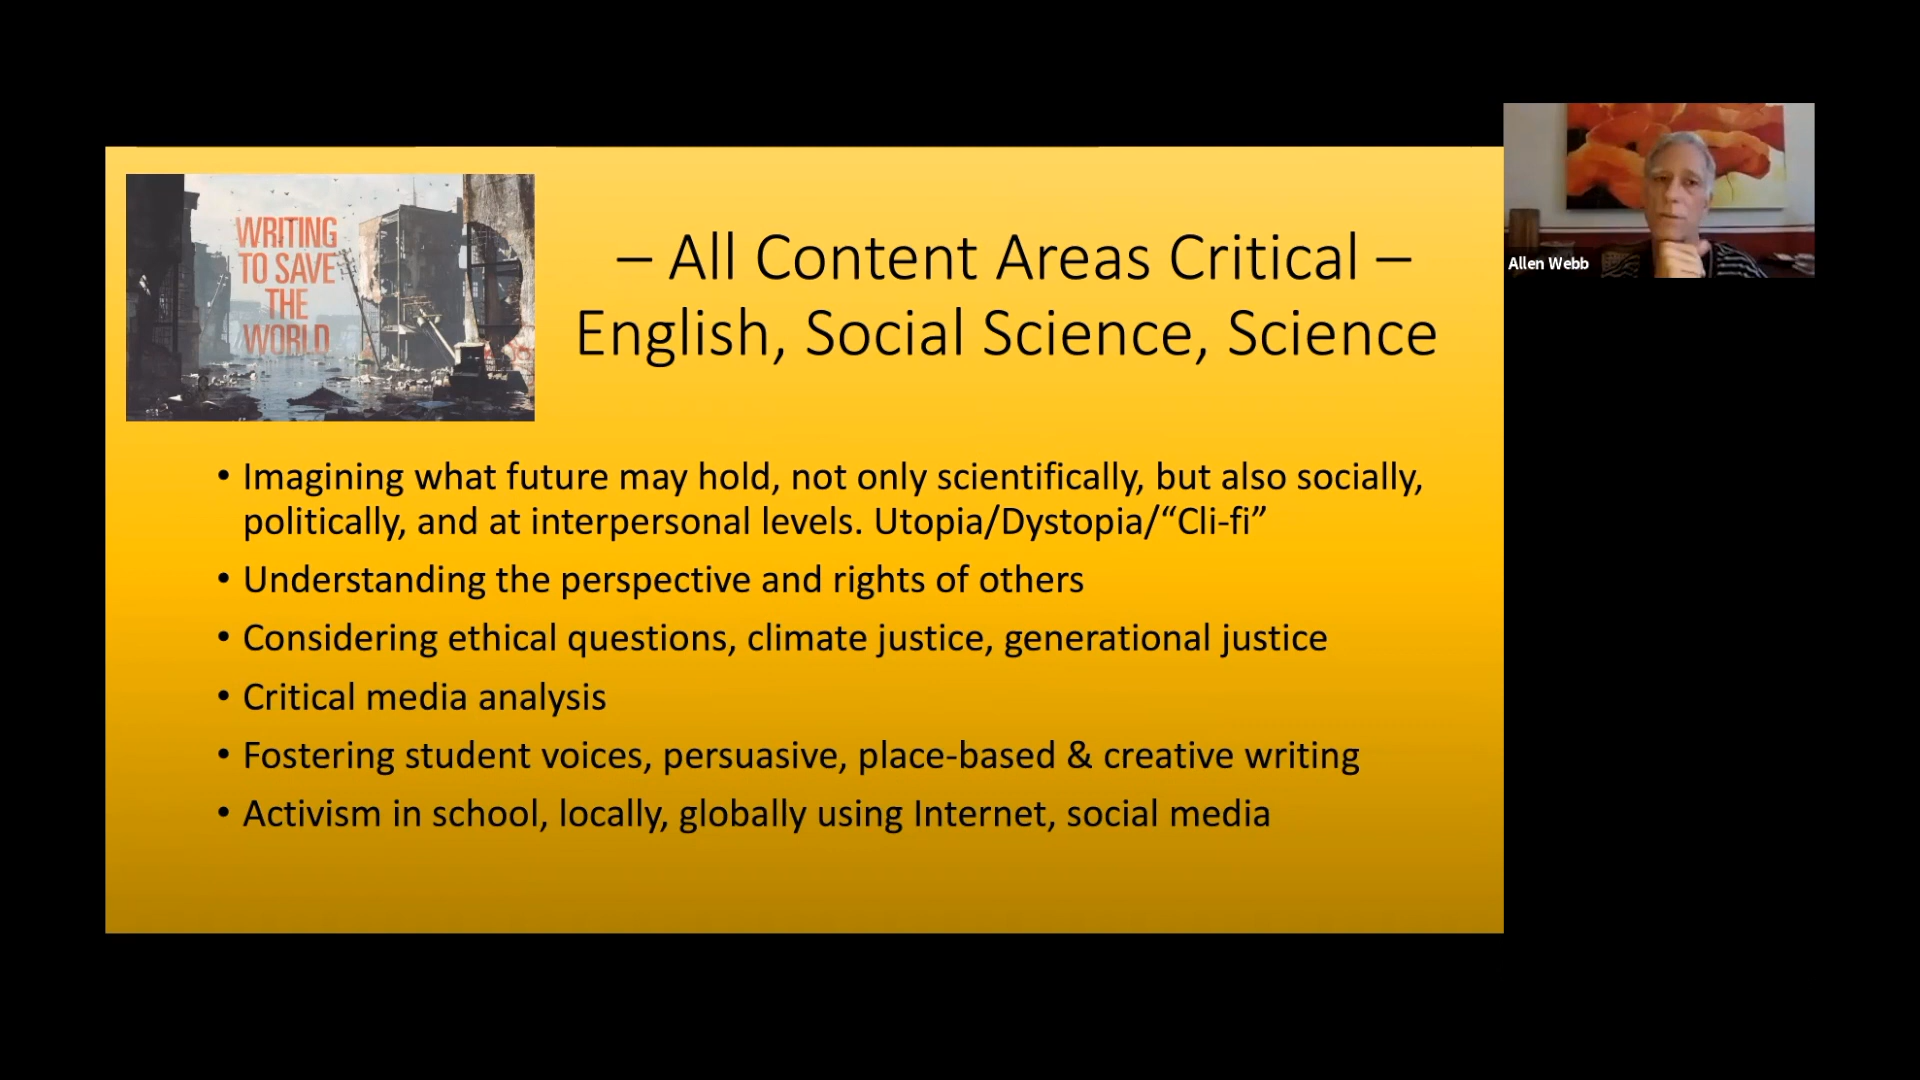 WRITING
TO SAVE
THE
WORLD
– All Content Areas Critical –
English, Social Science, Science
Allen Webb
• Imagining what future may hold, not only scientifically, but also socially,
politically, and at interpersonal levels. Utopia/Dystopia/“Cli-fi”
• Understanding the perspective and rights of others
• Considering ethical questions, climate justice, generational justice
• Critical media analysis
• Fostering student voices, persuasive, place-based & creative writing
• Activism in school, locally, globally using Internet, social media